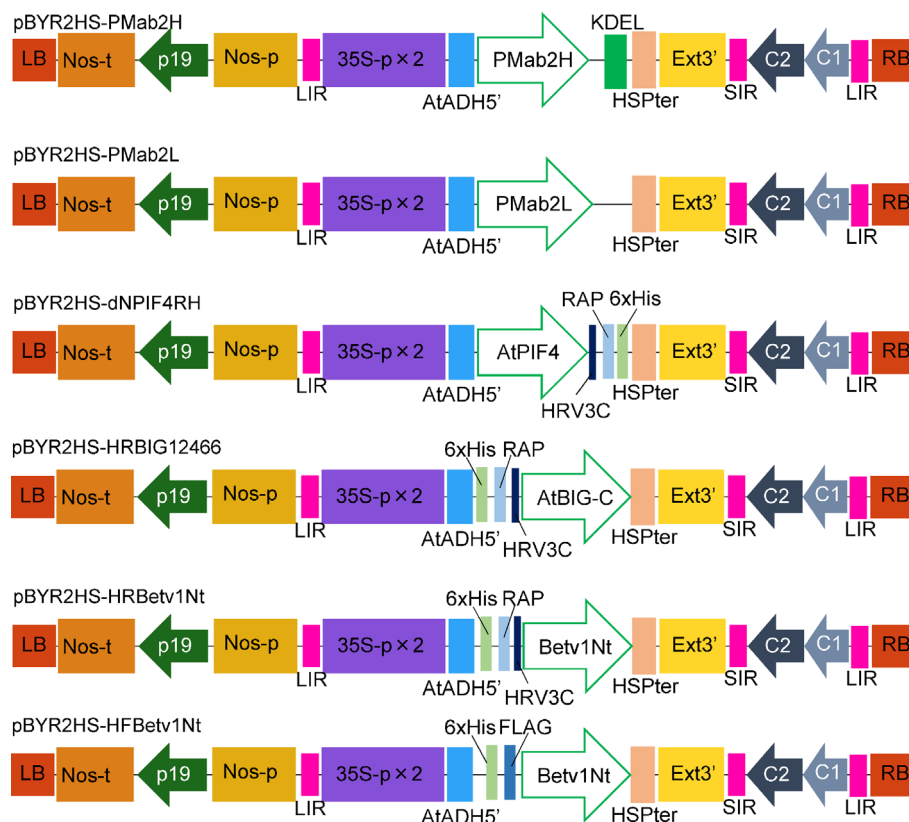 pBYR2HS-PMab2H
KDEL
LB Nos-t p19 Nos-p 35S-p×2 PMab2H Ext3' C2 C1 RB
LIR AtADH5' HSPter SIR LIR
pBYR2HS-PMab2L
LB Nos-t p19 Nos-p 35S-p×2 PMab2L Ext3' C2 C1 RB
LIR AtADH5' HSPter SIR LIR
pBYR2HS-dNPIF4RH
RAP 6xHis
LB Nos-t p19 Nos-p 35S-p×2 AtPIF4 Ext3' C2 C1 RB
LIR AtADH5' HSPter SIR LIR
HRV3C
pBYR2HS-HRBIG12466
6xHis RAP
LB Nos-t p19 Nos-p 35S-p×2 AtBIG-C Ext3' C2 C1 RB
LIR AtADH5' HSPter SIR LIR
HRV3C
pBYR2HS-HRBetv1Nt
6xHis RAP
LB Nos-t p19 Nos-p 35S-p×2 Betv1Nt Ext3' C2 C1 RB
LIR AtADH5' HSPter SIR LIR
HRV3C
pBYR2HS-HFBetv1Nt
6xHis FLAG
LB Nos-t p19 Nos-p 35S-p×2 Betv1Nt Ext3' C2 C1 RB
LIR AtADH5' HSPter SIR LIR